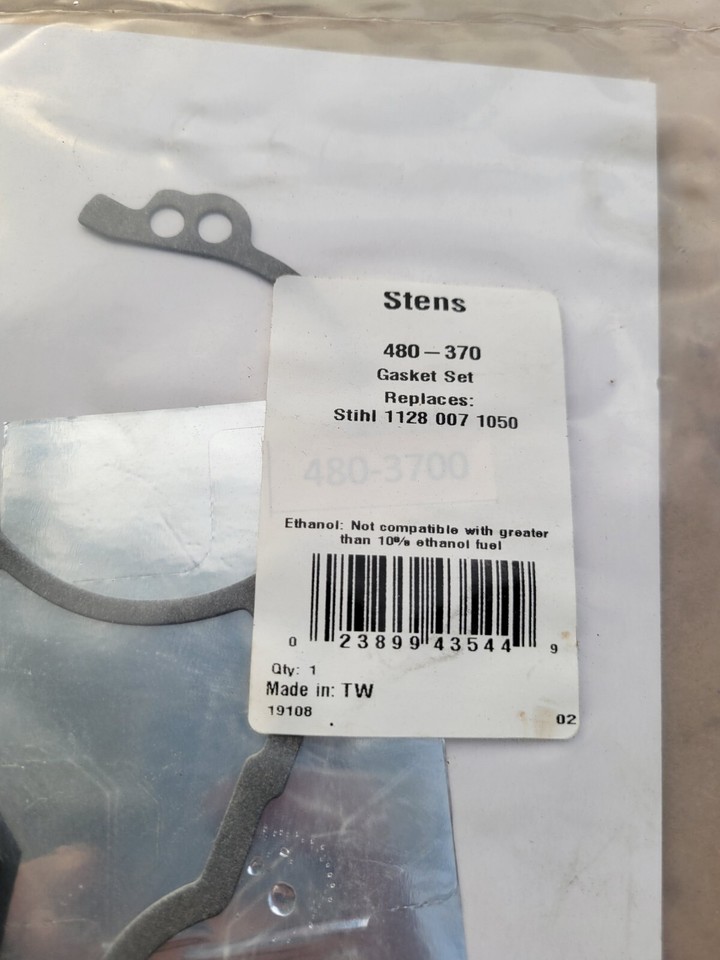 Stens
480-370
Gasket Set
Replaces:
Stihl 1128 007 1050
480-3700
Ethanol: Not compatible with greater
than 10% ethanol fuel
0 23899 43544 9
Qty: 1
Made in: TW
19108 02